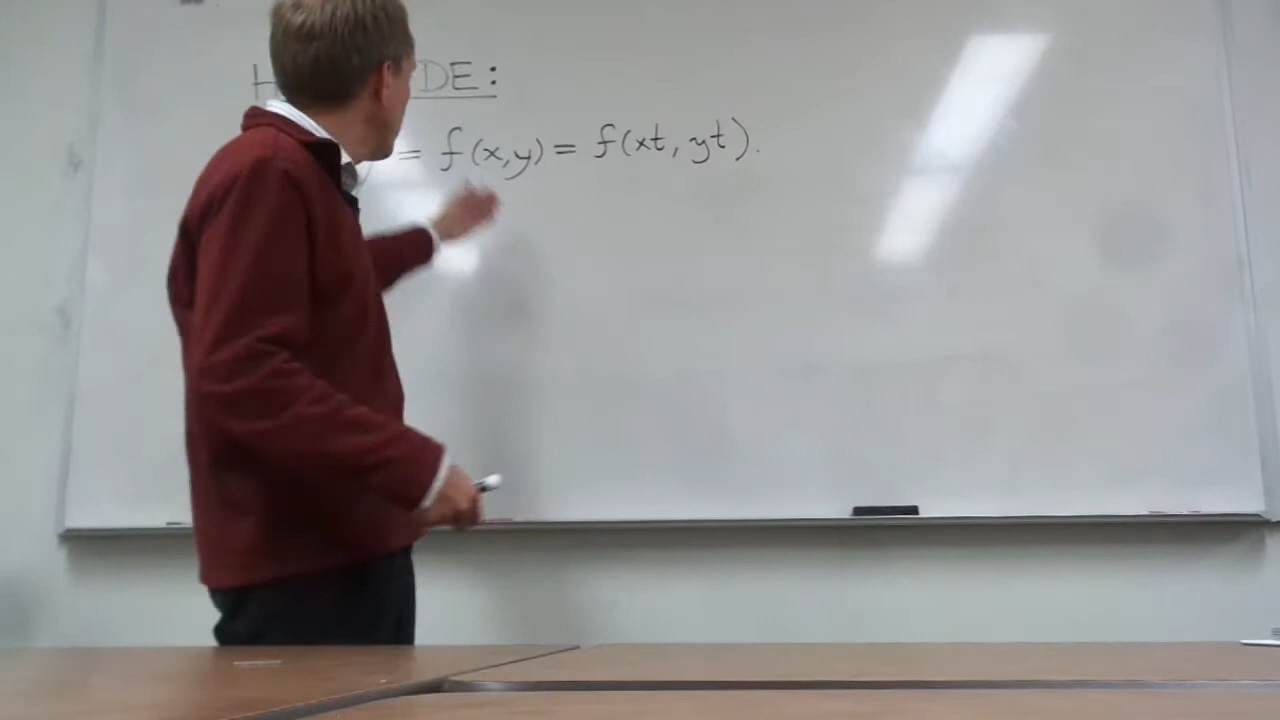 H DE:
= f(x,y) = f(xt, yt).